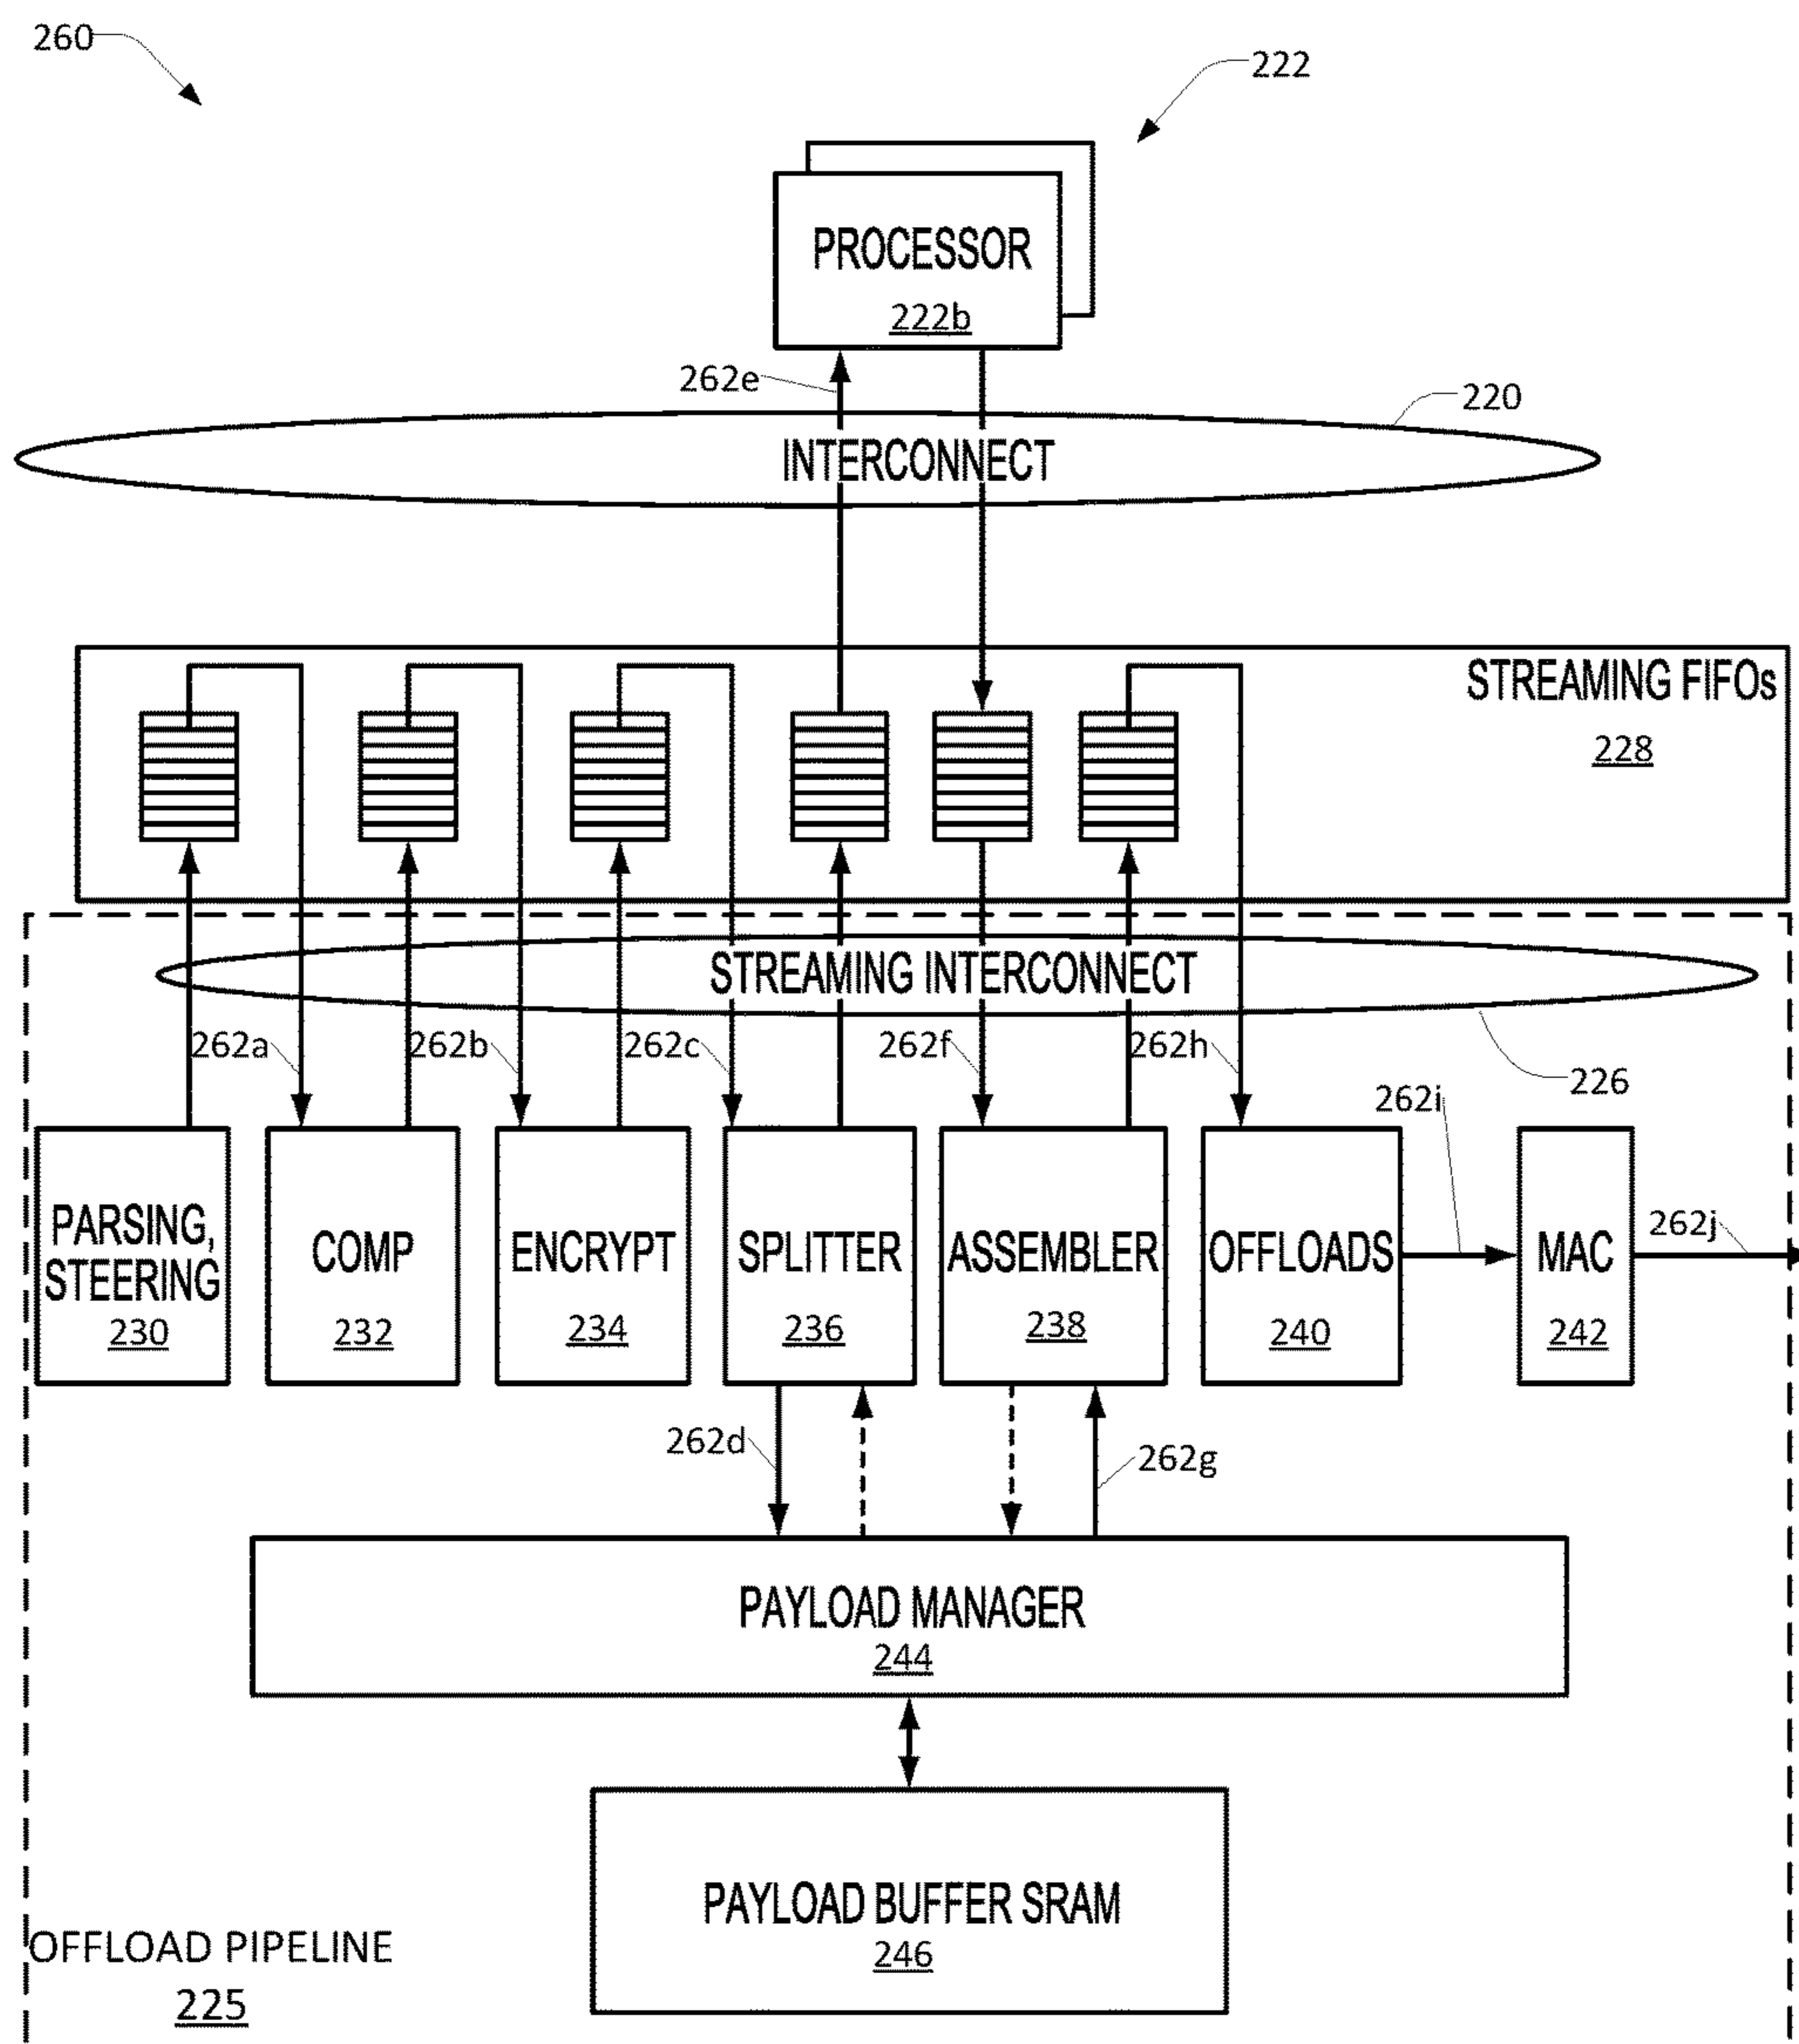 260
222
PROCESSOR
222b
262e
220
INTERCONNECT
STREAMING FIFOs
228
STREAMING INTERCONNECT
262a
262b
262c
262f
262h
226
262i
PARSING,
STEERING
230
COMP
232
ENCRYPT
234
SPLITTER
236
ASSEMBLER
238
OFFLOADS
240
MAC
242
262j
262d
262g
PAYLOAD MANAGER
244
PAYLOAD BUFFER SRAM
246
OFFLOAD PIPELINE
225